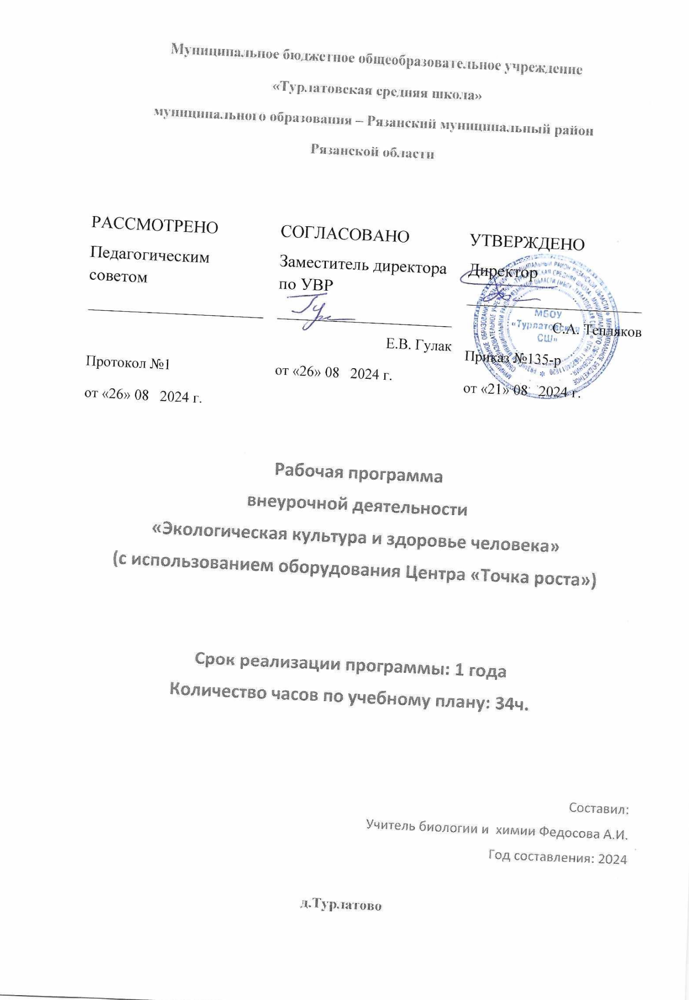 Муниципальное бюджетное общеобразовательное учреждение
«Турлатовская средняя школа»
муниципального образования – Рязанский муниципальный район
Рязанской области
РАССМОТРЕНО
Педагогическим
советом
Протокол №1
от «26» 08 2024 г.
СОГЛАСОВАНО
Заместитель директора
по УВР
Е.В. Гулак
от «26» 08 2024 г.
УТВЕРЖДЕНО
Директор
С.А. Тепляков
Приказ №135-р
от «21» 08 2024 г.
МБОУ
«Турлатовская
СШ»
Рабочая программа
внеурочной деятельности
«Экологическая культура и здоровье человека»
(с использованием оборудования Центра «Точка роста»)
Срок реализации программы: 1 года
Количество часов по учебному плану: 34ч.
Составил:
Учитель биологии и химии Федосова А.И.
Год составления: 2024
д.Турлатово